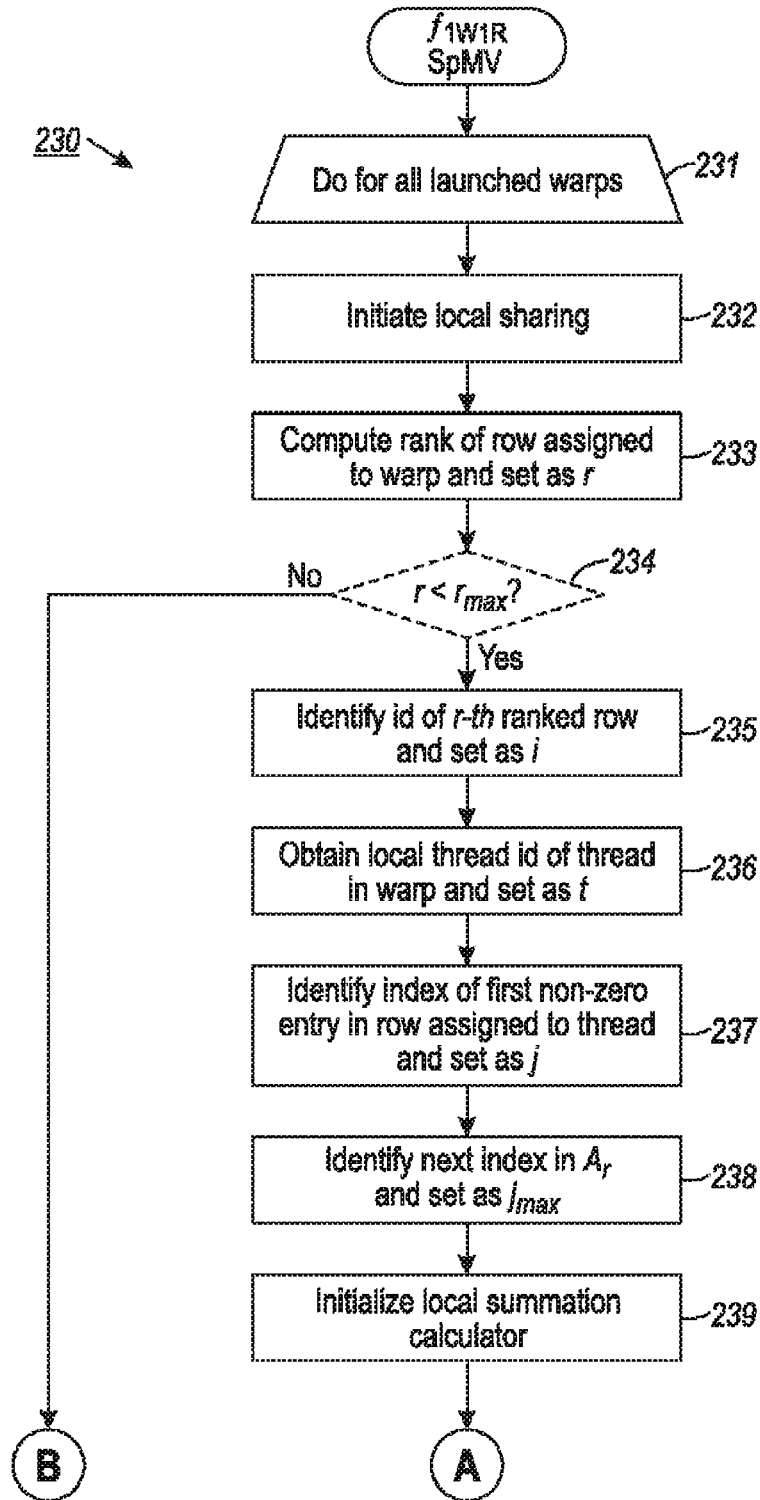 f1W1R
SpMV
230
Do for all launched warps
231
Initiate local sharing
232
Compute rank of row assigned
to warp and set as r
233
234
No
r < rmax?
Yes
Identify id of r-th ranked row
and set as i
235
Obtain local thread id of thread
in warp and set as t
236
Identify index of first non-zero
entry in row assigned to thread
and set as j
237
Identify next index in Ar
and set as jmax
238
Initialize local summation
calculator
239
B
A